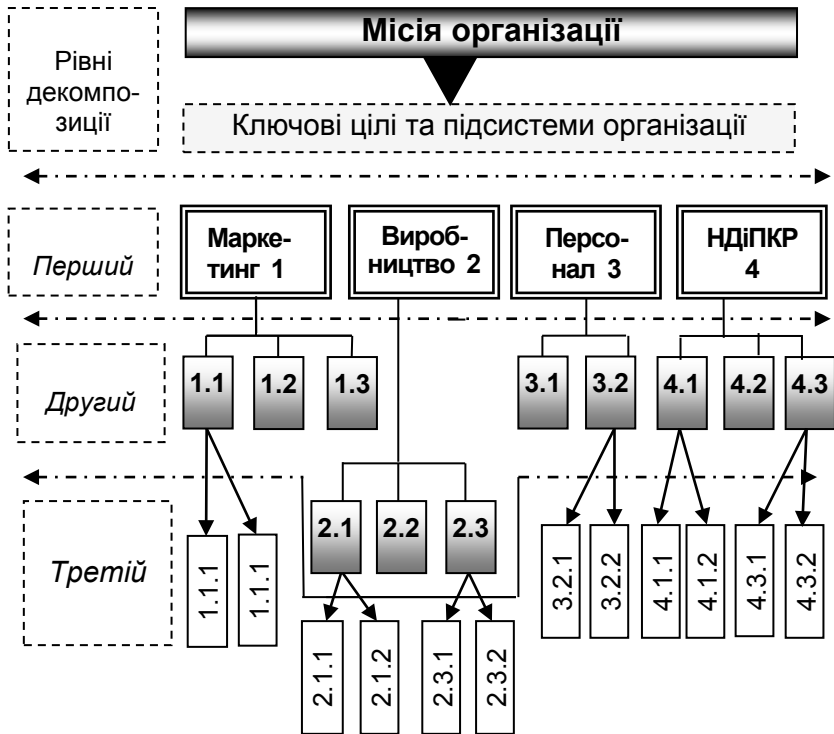 Місія організації
Рівні
декомпо-
зиції
Ключові цілі та підсистеми організації
Перший
Марке-
тинг 1
Вироб-
ництво 2
Персо-
нал 3
НДіПКР
4
Другий
1.1
1.2
1.3
3.1
3.2
4.1
4.2
4.3
Третій
2.1
2.2
2.3
1.1.1
1.1.1
3.2.1
3.2.2
4.1.1
4.1.2
4.3.1
4.3.2
2.1.1
2.1.2
2.3.1
2.3.2